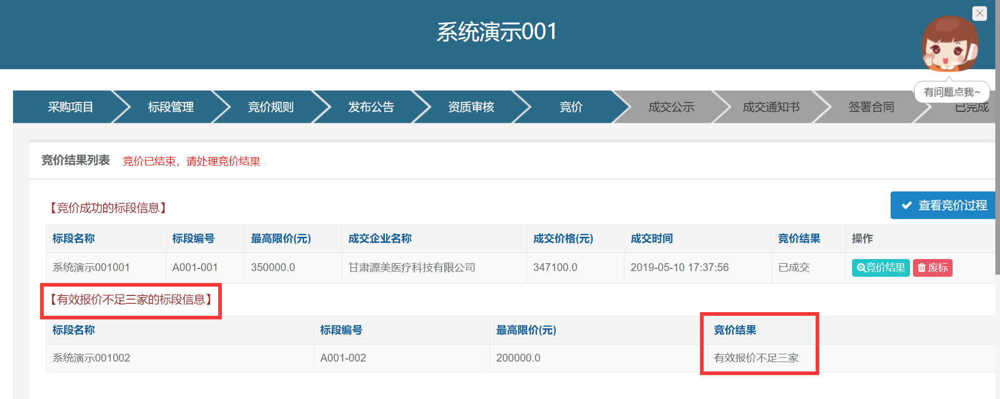 系统演示001
有问题点我~
采购项目 标段管理 竞价规则 发布公告 资质审核 竞价 成交公示 成交通知书 签署合同 已完成
竞价结果列表 竞价已结束，请处理竞价结果
【竞价成功的标段信息】 查看竞价过程
标段名称 标段编号 最高限价(元) 成交企业名称 成交价格(元) 成交时间 竞价结果 操作
系统演示001001 A001-001 350000.0 甘肃源美医疗科技有限公司 347100.0 2019-05-10 17:37:56 已成交 竞价结果 废标
【有效报价不足三家的标段信息】
标段名称 标段编号 最高限价(元) 竞价结果
系统演示001002 A001-002 200000.0 有效报价不足三家